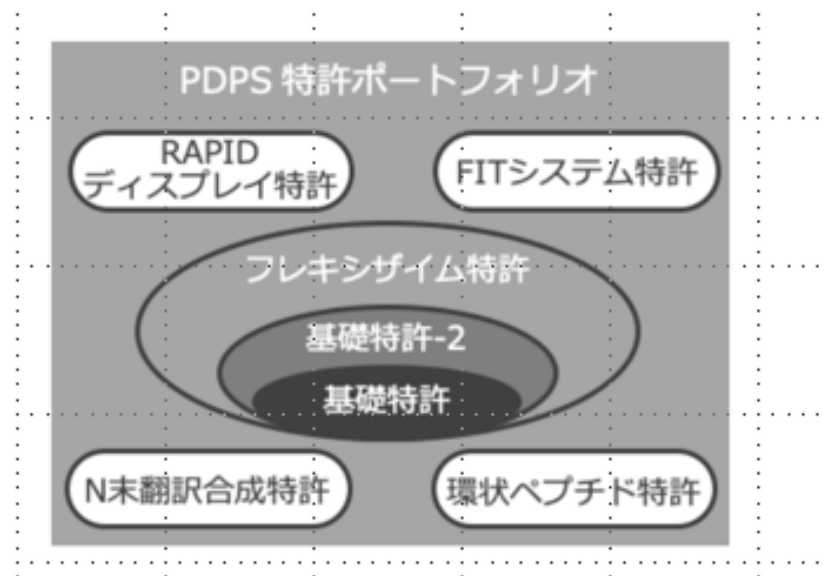 PDPS 特許ポートフォリオ
RAPID
ディスプレイ特許
FITシステム特許
フレキシザイム特許
基礎特許-2
基礎特許
N末翻訳合成特許
環状ペプチド特許